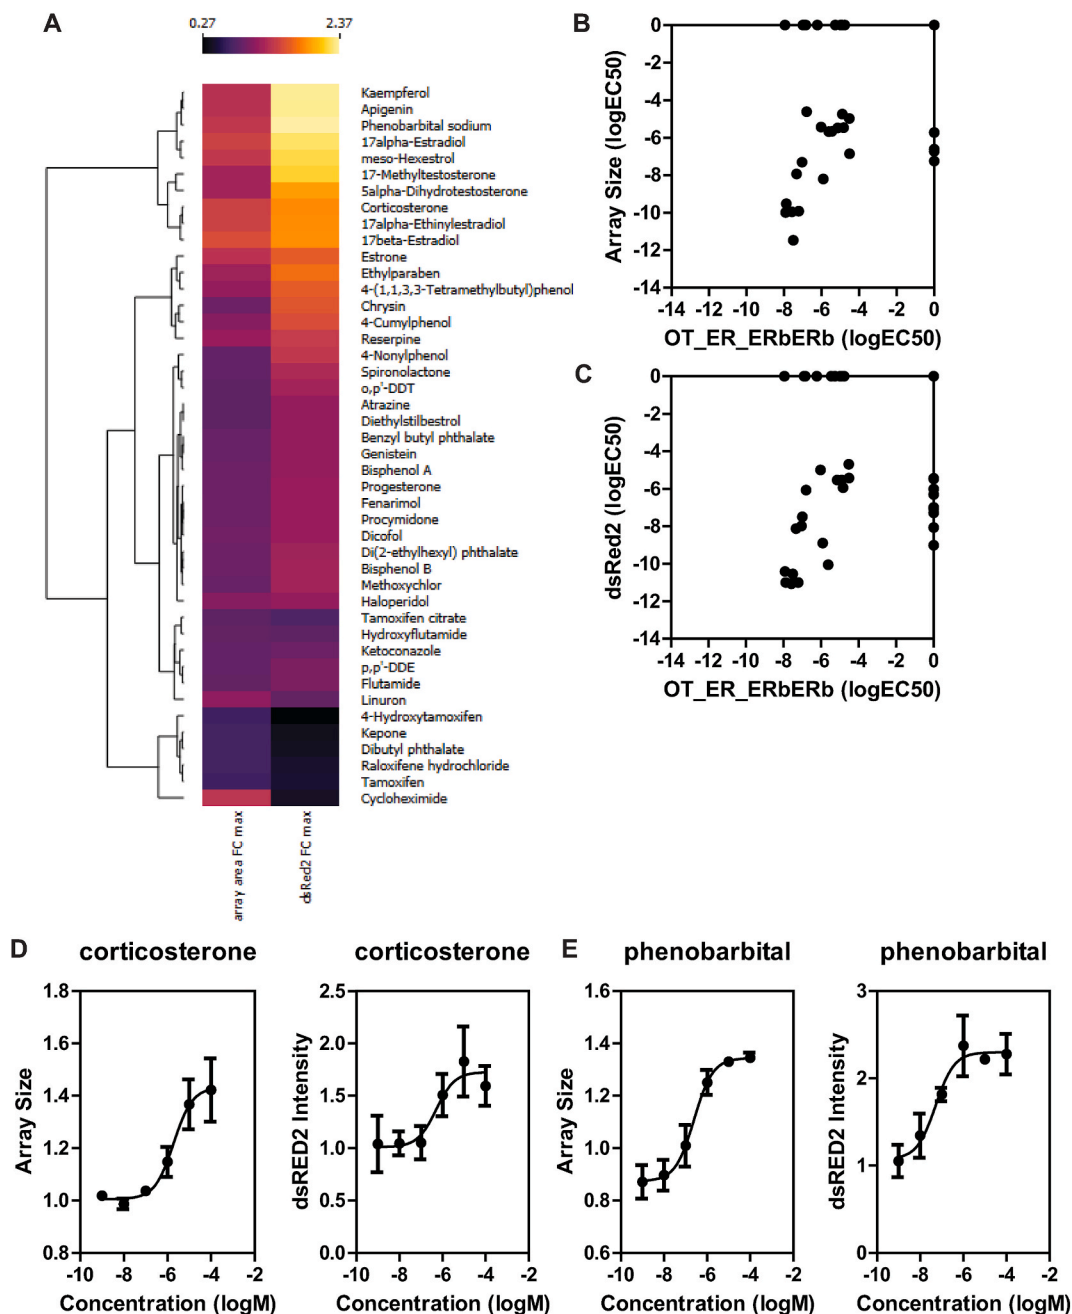 A
0.27
2.37
Kaempferol
Apigenin
Phenobarbital sodium
17alpha-Estradiol
meso-Hexestrol
17-Methyltestosterone
5alpha-Dihydrotestosterone
Corticosterone
17alpha-Ethinylestradiol
17beta-Estradiol
Estrone
Ethylparaben
4-(1,1,3,3-Tetramethylbutyl)phenol
Chrysin
4-Cumylphenol
Reserpine
4-Nonylphenol
Spironolactone
o,p'-DDT
Atrazine
Diethylstilbestrol
Benzyl butyl phthalate
Genistein
Bisphenol A
Progesterone
Fenarimol
Procymidone
Dicofol
Di(2-ethylhexyl) phthalate
Bisphenol B
Methoxychlor
Haloperidol
Tamoxifen citrate
Hydroxyflutamide
Ketoconazole
p,p'-DDE
Flutamide
Linuron
4-Hydroxytamoxifen
Kepone
Dibutyl phthalate
Raloxifene hydrochloride
Tamoxifen
Cycloheximide
array area FC max
dsRed2 FC max
B
Array Size (logEC50)
0
-2
-4
-6
-8
-10
-12
-14
-14 -12 -10 -8 -6 -4 -2 0
OT_ER_ERbERb (logEC50)
C
dsRed2 (logEC50)
0
-2
-4
-6
-8
-10
-12
-14
-14 -12 -10 -8 -6 -4 -2 0
OT_ER_ERbERb (logEC50)
D
corticosterone
Array Size
1.8
1.6
1.4
1.2
1.0
0.8
-10 -8 -6 -4 -2
Concentration (logM)
corticosterone
dsRED2 Intensity
2.5
2.0
1.5
1.0
0.5
0.0
-10 -8 -6 -4 -2
Concentration (logM)
E
phenobarbital
Array Size
1.6
1.4
1.2
1.0
0.8
0.6
-10 -8 -6 -4 -2
Concentration (logM)
phenobarbital
dsRED2 Intensity
3
2
1
0
-10 -8 -6 -4 -2
Concentration (logM)